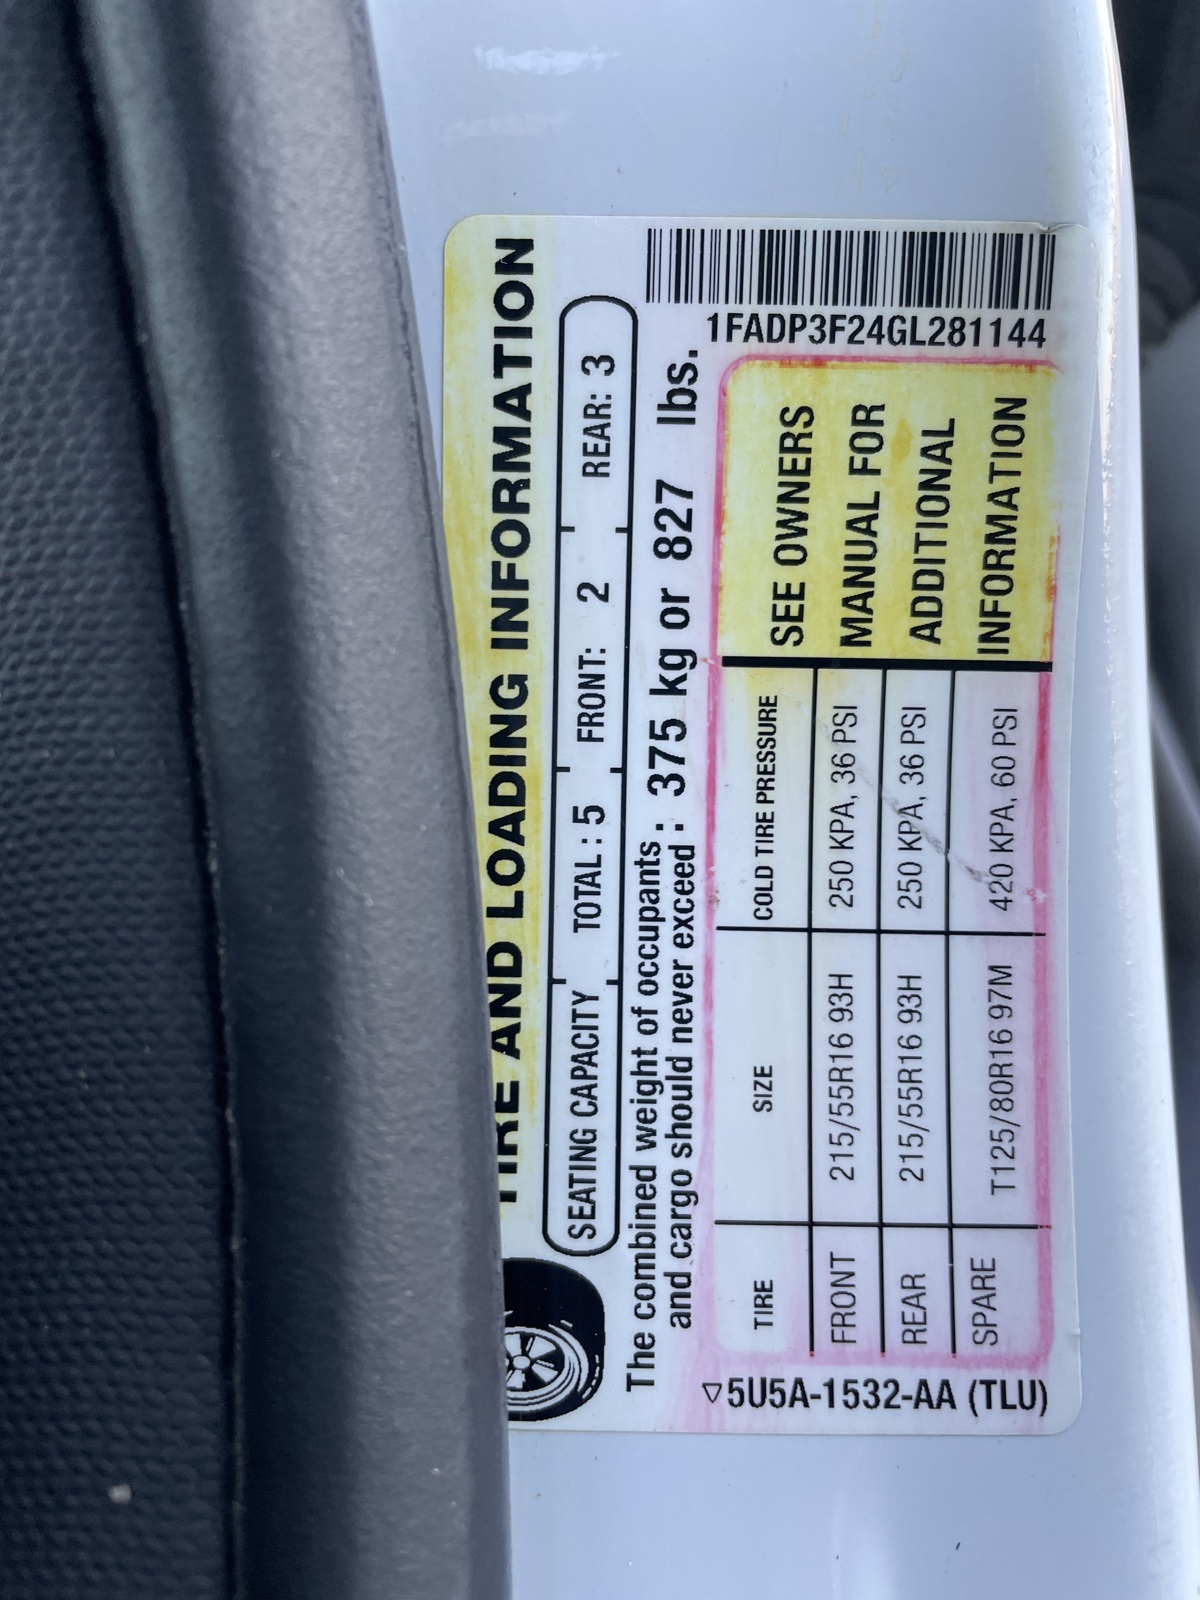 TIRE AND LOADING INFORMATION
SEATING CAPACITY TOTAL : 5 FRONT: 2 REAR: 3
The combined weight of occupants
and cargo should never exceed : 375 kg or 827 lbs.
TIRE SIZE COLD TIRE PRESSURE
FRONT 215/55R16 93H 250 KPA, 36 PSI
REAR 215/55R16 93H 250 KPA, 36 PSI
SPARE T125/80R16 97M 420 KPA, 60 PSI
SEE OWNERS
MANUAL FOR
ADDITIONAL
INFORMATION
1FADP3F24GL281144
▽5U5A-1532-AA (TLU)